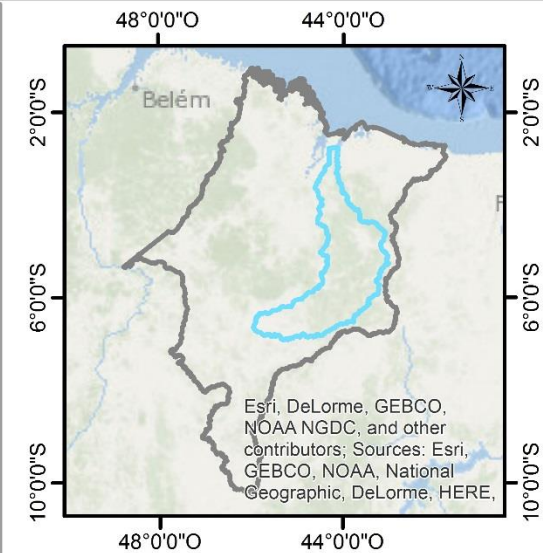 48°0'0"O 44°0'0"O
N
W E
S
Belém
2°0'0"S 2°0'0"S
F
6°0'0"S 6°0'0"S
Esri, DeLorme, GEBCO,
NOAA NGDC, and other
contributors; Sources: Esri,
GEBCO, NOAA, National
Geographic, DeLorme, HERE,
10°0'0"S 10°0'0"S
48°0'0"O 44°0'0"O